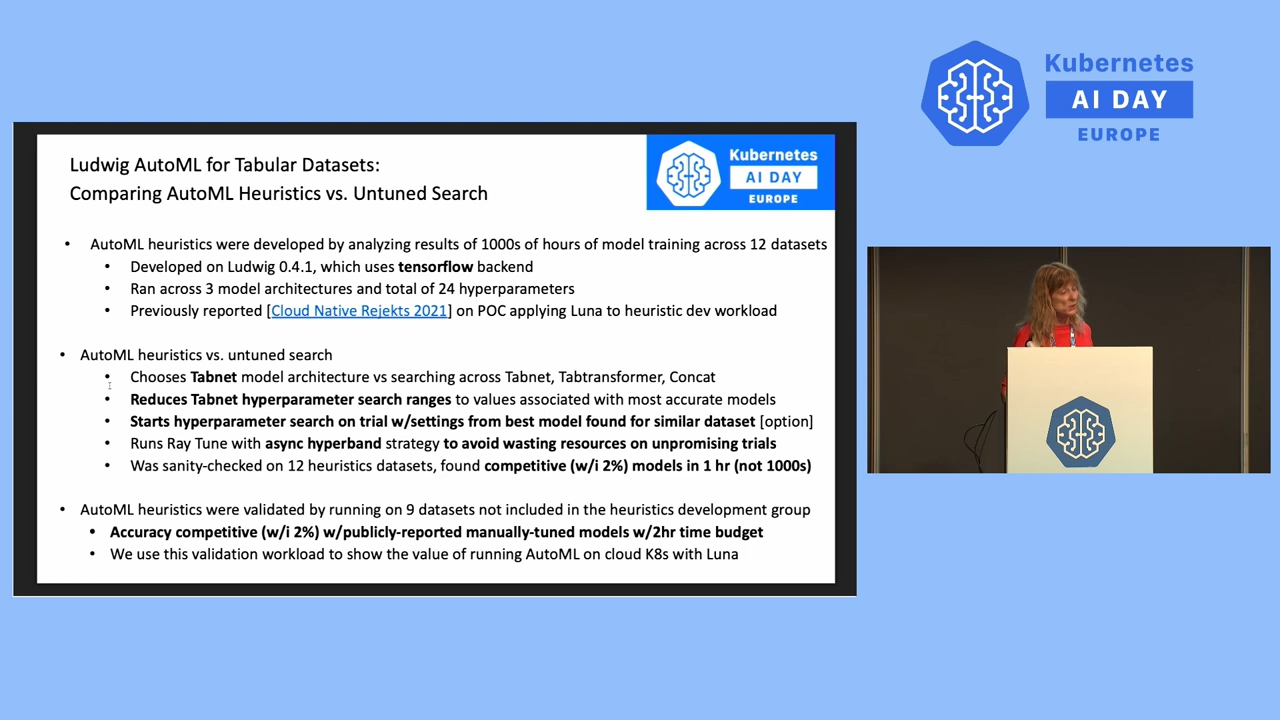 Kubernetes
AI DAY
EUROPE
Ludwig AutoML for Tabular Datasets:
Comparing AutoML Heuristics vs. Untuned Search
Kubernetes
AI DAY
EUROPE
• AutoML heuristics were developed by analyzing results of 1000s of hours of model training across 12 datasets
• Developed on Ludwig 0.4.1, which uses tensorflow backend
• Ran across 3 model architectures and total of 24 hyperparameters
• Previously reported [Cloud Native Rejekts 2021] on POC applying Luna to heuristic dev workload
• AutoML heuristics vs. untuned search
• Chooses Tabnet model architecture vs searching across Tabnet, Tabtransformer, Concat
• Reduces Tabnet hyperparameter search ranges to values associated with most accurate models
• Starts hyperparameter search on trial w/settings from best model found for similar dataset [option]
• Runs Ray Tune with async hyperband strategy to avoid wasting resources on unpromising trials
• Was sanity-checked on 12 heuristics datasets, found competitive (w/i 2%) models in 1 hr (not 1000s)
• AutoML heuristics were validated by running on 9 datasets not included in the heuristics development group
• Accuracy competitive (w/i 2%) w/publicly-reported manually-tuned models w/2hr time budget
• We use this validation workload to show the value of running AutoML on cloud K8s with Luna